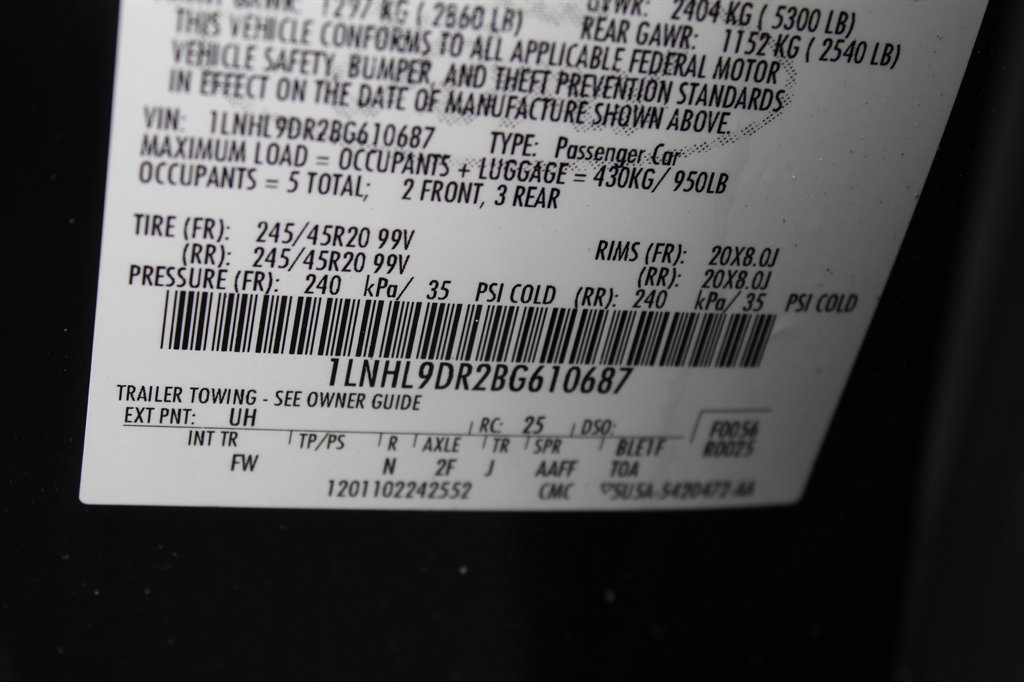 1297 KG ( 2860 LB) GVWR: 2404 KG ( 5300 LB)
REAR GAWR: 1152 KG ( 2540 LB)
THIS VEHICLE CONFORMS TO ALL APPLICABLE FEDERAL MOTOR
VEHICLE SAFETY, BUMPER, AND THEFT PREVENTION STANDARDS
IN EFFECT ON THE DATE OF MANUFACTURE SHOWN ABOVE.
VIN: 1LNHL9DR2BG610687 TYPE: Passenger Car
MAXIMUM LOAD = OCCUPANTS + LUGGAGE = 430KG/ 950LB
OCCUPANTS = 5 TOTAL; 2 FRONT, 3 REAR
TIRE (FR): 245/45R20 99V RIMS (FR): 20X8.0J
(RR): 245/45R20 99V (RR): 20X8.0J
PRESSURE (FR): 240 kPa/ 35 PSI COLD (RR): 240 kPa/ 35 PSI COLD
1LNHL9DR2BG610687
TRAILER TOWING - SEE OWNER GUIDE
EXT PNT: UH RC: 25 DSO: F0056
R0025
INT TR TP/PS R AXLE TR SPR BLETF
FW N 2F J AAFF TOA
1201102242552 CMC 5U5A-5420472-AA